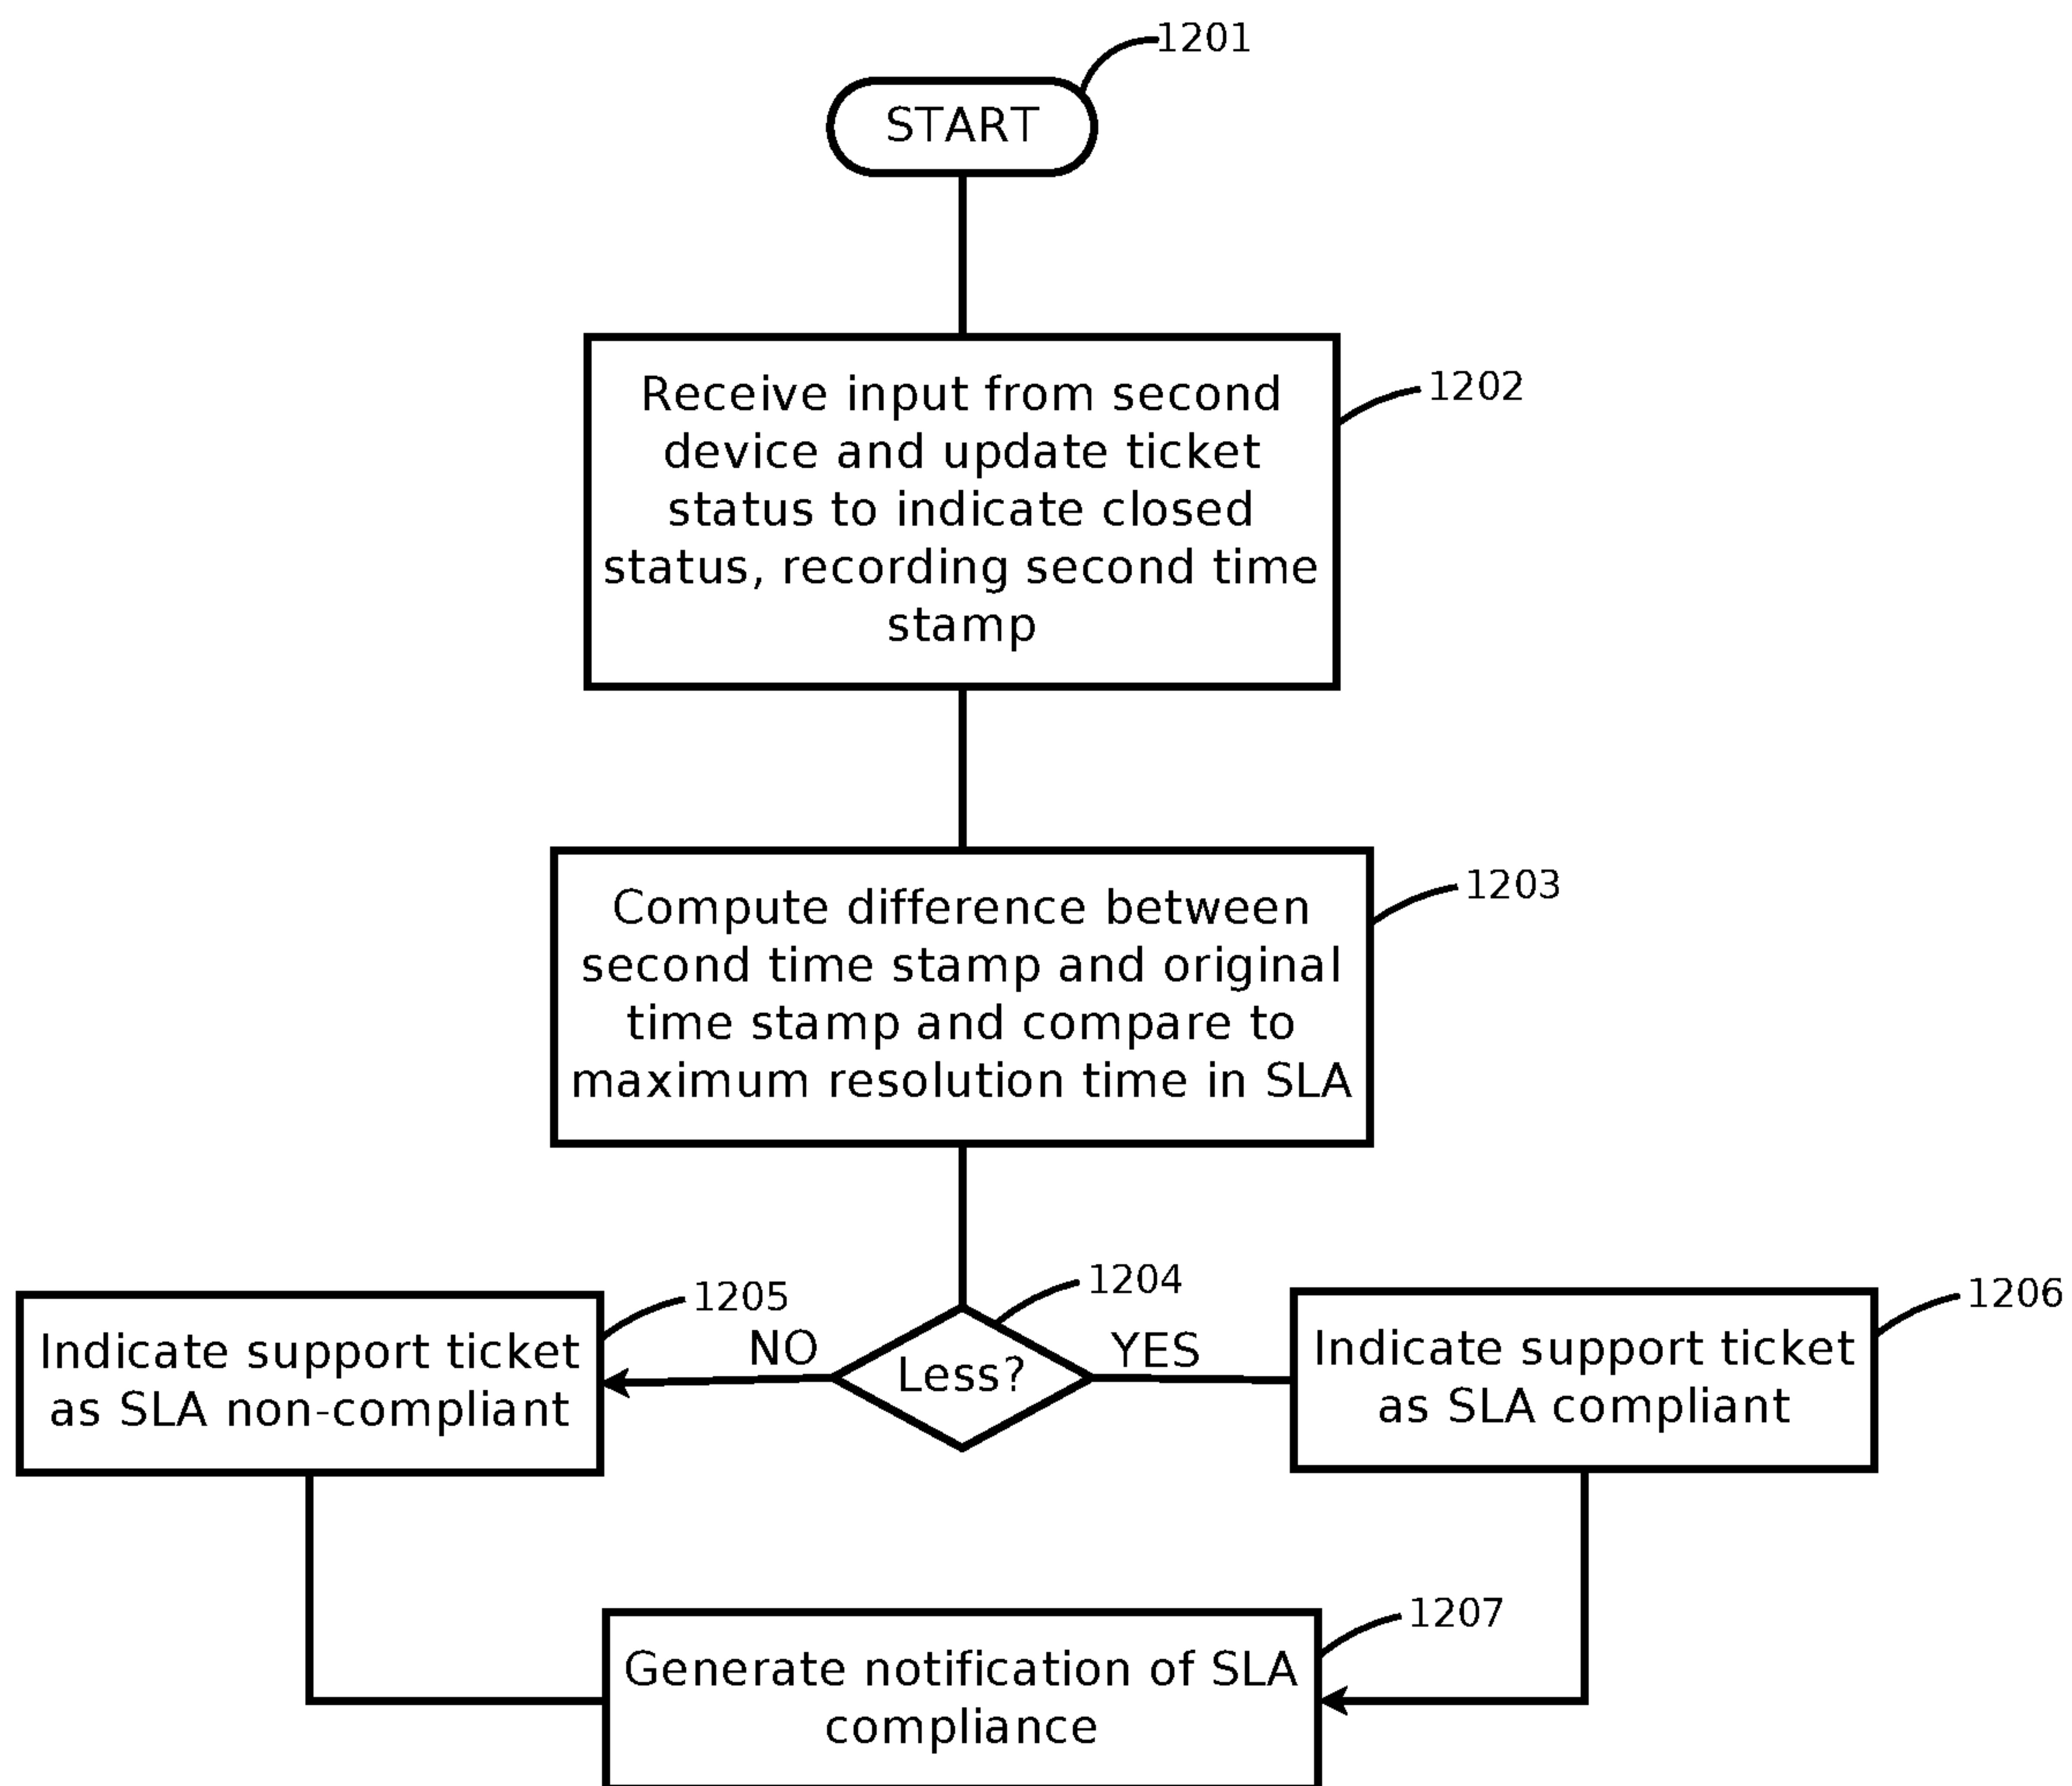 1201
START
1202
Receive input from second
device and update ticket
status to indicate closed
status, recording second time
stamp
1203
Compute difference between
second time stamp and original
time stamp and compare to
maximum resolution time in SLA
1204
Less?
NO
YES
1205
Indicate support ticket
as SLA non-compliant
1206
Indicate support ticket
as SLA compliant
1207
Generate notification of SLA
compliance